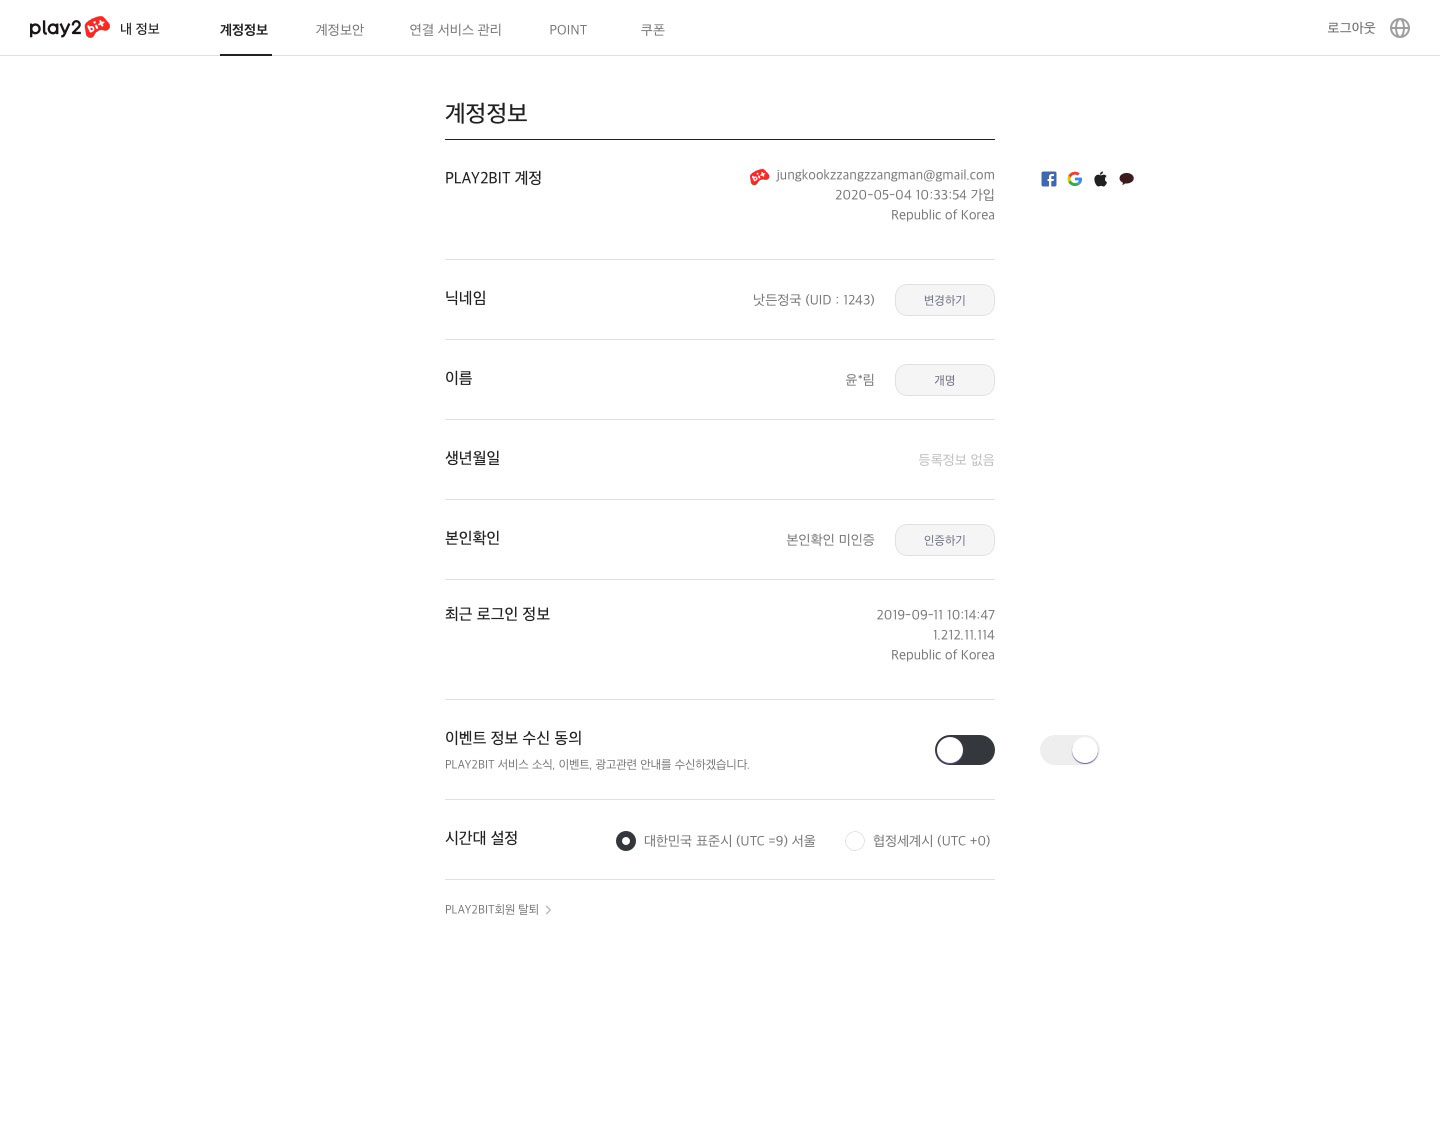 play2 bit 내 정보 계정정보 계정보안 연결 서비스 관리 POINT 쿠폰 로그아웃
계정정보
PLAY2BIT 계정 bit jungkookzzangzzangman@gmail.com
2020-05-04 10:33:54 가입
Republic of Korea
닉네임 낫든정국 (UID : 1243) 변경하기
이름 윤*림 개명
생년월일 등록정보 없음
본인확인 본인확인 미인증 인증하기
최근 로그인 정보 2019-09-11 10:14:47
1.212.11.114
Republic of Korea
이벤트 정보 수신 동의
PLAY2BIT 서비스 소식, 이벤트, 광고관련 안내를 수신하겠습니다.
시간대 설정 대한민국 표준시 (UTC =9) 서울 협정세계시 (UTC +0)
PLAY2BIT회원 탈퇴 >